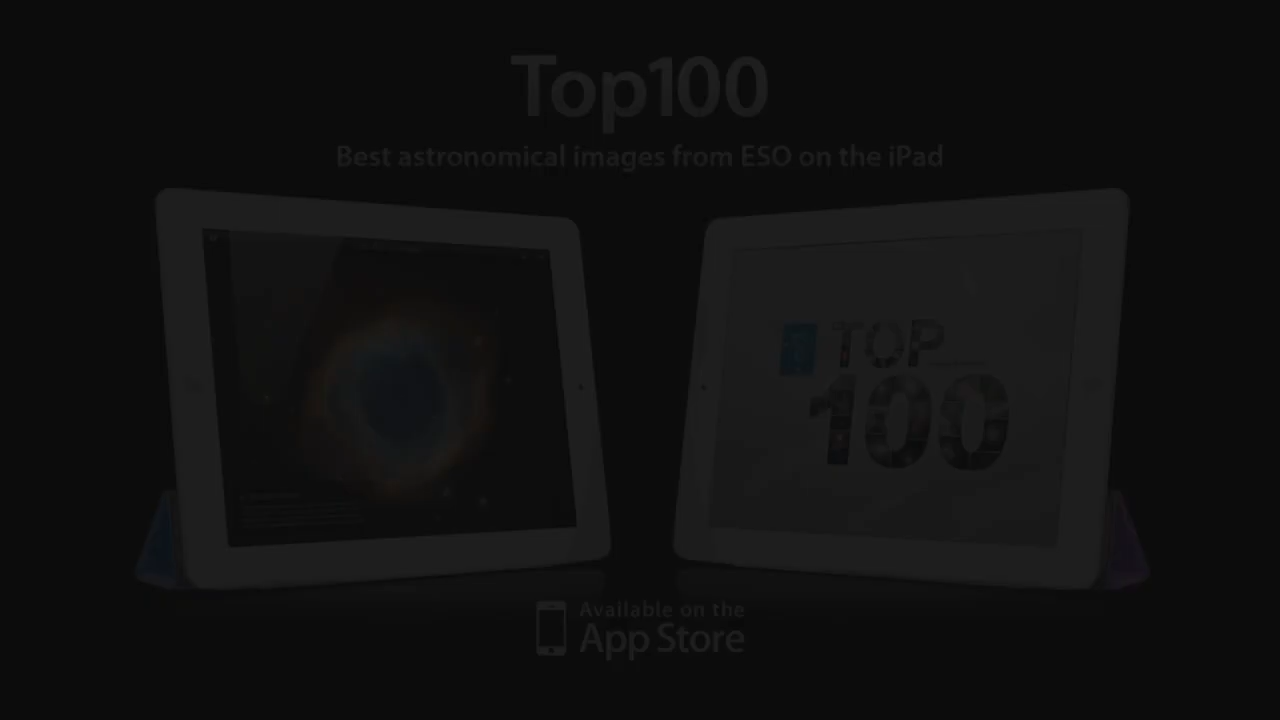 Top100
Best astronomical images from ESO on the iPad
TOP
100
Available on the
App Store